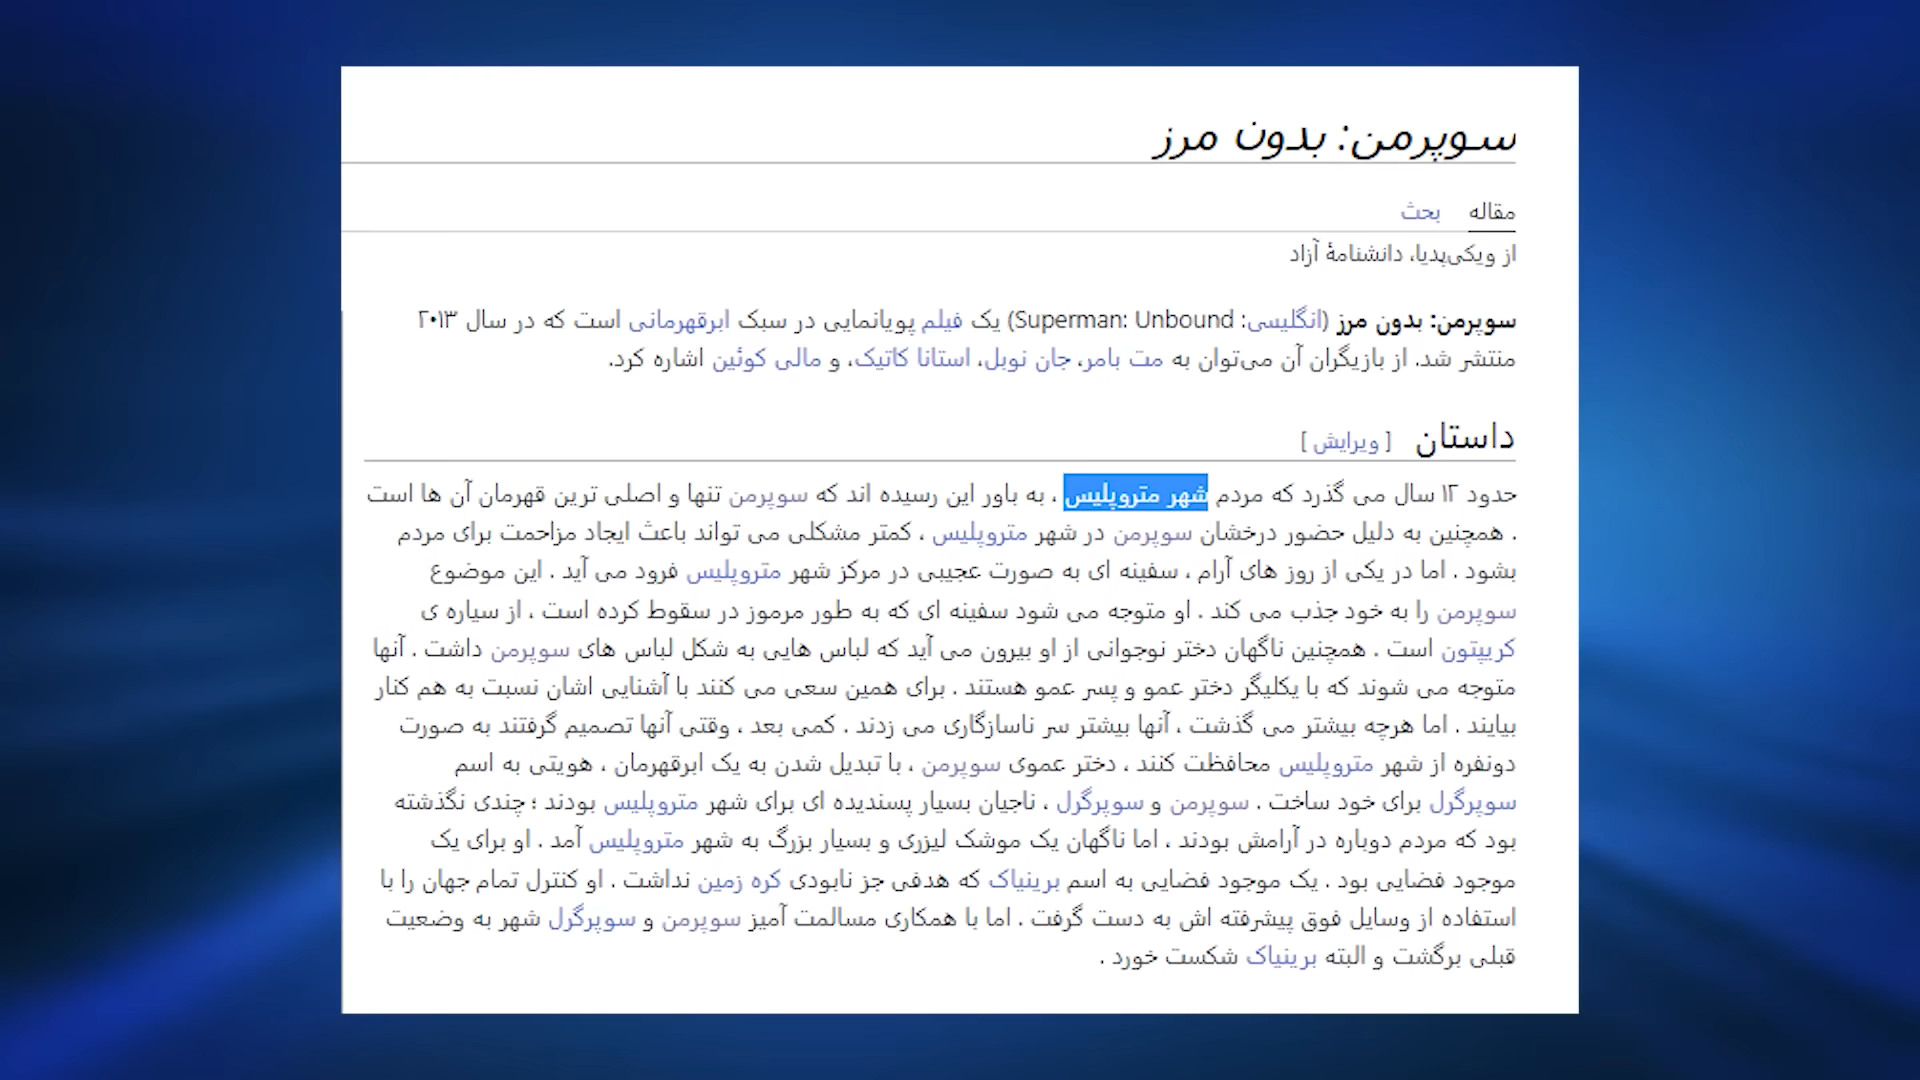 سوپرمن: بدون مرز
مقاله بحث
از ویکی‌پدیا، دانشنامهٔ آزاد
سوپرمن: بدون مرز (انگلیسی: Superman: Unbound) یک فیلم پویانمایی در سبک ابرقهرمانی است که در سال ۲۰۱۳
منتشر شد. از بازیگران آن می‌توان به مت بامر، جان نوبل، استانا کاتیک، و مالی کوئین اشاره کرد.
داستان [ ویرایش ]
حدود ۱۲ سال می گذرد که مردم شهر متروپلیس ، به باور این رسیده اند که سوپرمن تنها و اصلی ترین قهرمان آن ها است
. همچنین به دلیل حضور درخشان سوپرمن در شهر متروپلیس ، کمتر مشکلی می تواند باعث ایجاد مزاحمت برای مردم
بشود . اما در یکی از روز های آرام ، سفینه ای به صورت عجیبی در مرکز شهر متروپلیس فرود می آید . این موضوع
سوپرمن را به خود جذب می کند . او متوجه می شود سفینه ای که به طور مرموز در سقوط کرده است ، از سیاره ی
کریپتون است . همچنین ناگهان دختر نوجوانی از او بیرون می آید که لباس هایی به شکل لباس های سوپرمن داشت . آنها
متوجه می شوند که با یکلیگر دختر عمو و پسر عمو هستند . برای همین سعی می کنند با آشنایی اشان نسبت به هم کنار
بیایند . اما هرچه بیشتر می گذشت ، آنها بیشتر سر ناسازگاری می زدند . کمی بعد ، وقتی آنها تصمیم گرفتند به صورت
دونفره از شهر متروپلیس محافظت کنند ، دختر عموی سوپرمن ، با تبدیل شدن به یک ابرقهرمان ، هویتی به اسم
سوپرگرل برای خود ساخت . سوپرمن و سوپرگرل ، ناجیان بسیار پسندیده ای برای شهر متروپلیس بودند ؛ چندی نگذشته
بود که مردم دوباره در آرامش بودند ، اما ناگهان یک موشک لیزری و بسیار بزرگ به شهر متروپلیس آمد . او برای یک
موجود فضایی بود . یک موجود فضایی به اسم برینیاک که هدفی جز نابودی کره زمین نداشت . او کنترل تمام جهان را با
استفاده از وسایل فوق پیشرفته اش به دست گرفت . اما با همکاری مسالمت آمیز سوپرمن و سوپرگرل شهر به وضعیت
قبلی برگشت و البته برینیاک شکست خورد .